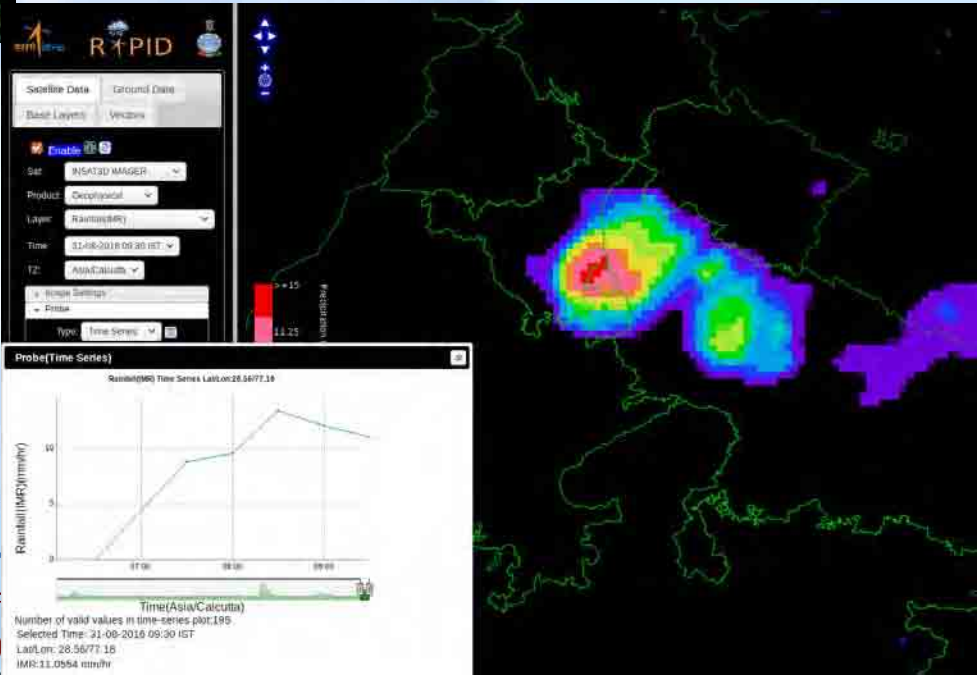 RAPID
Satellite Data
Ground Data
Base Layers
Vectors
Enable
Sat: INSAT3D IMAGER
Product: Geophysical
Layer: Rainfall(IMR)
Time: 31-08-2016 09:30 IST
TZ: Asia/Calcutta
Image Settings
Probe
Type: Time Series
>=15
11.25
Precipitation
Probe(Time Series)
Rainfall(IMR) Time Series Lat/Lon:28.56/77.18
Rainfall(IMR)(mm/hr)
10
5
0
07:00
08:00
09:00
Time(Asia/Calcutta)
Number of valid values in time-series plot:195
Selected Time: 31-08-2016 09:30 IST
Lat/Lon: 28.56/77.18
IMR:11.0554 mm/hr